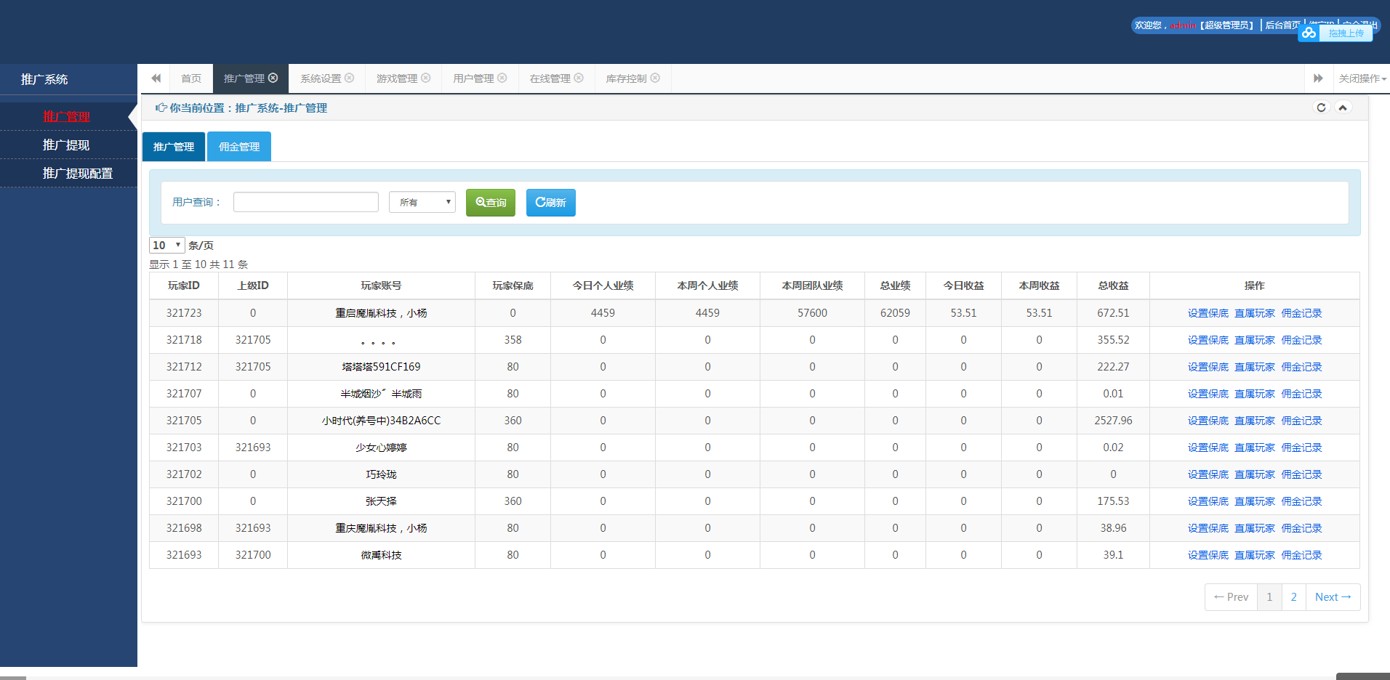 欢迎您，admin【超级管理员】 | 后台首页 |
拖拽上传
推广系统
推广管理
推广提现
推广提现配置
首页 推广管理 系统设置 游戏管理 用户管理 在线管理 库存控制 关闭操作
你当前位置：推广系统-推广管理
推广管理 佣金管理
用户查询： 所有 查询 刷新
10 条/页
显示 1 至 10 共 11 条
玩家ID 上级ID 玩家账号 玩家保底 今日个人业绩 本周个人业绩 本周团队业绩 总业绩 今日收益 本周收益 总收益 操作
321723 0 重启魔胤科技，小杨 0 4459 4459 57600 62059 53.51 53.51 672.51 设置保底 直属玩家 佣金记录
321718 321705 。。。。 358 0 0 0 0 0 0 355.52 设置保底 直属玩家 佣金记录
321712 321705 塔塔塔591CF169 80 0 0 0 0 0 0 222.27 设置保底 直属玩家 佣金记录
321707 0 半城烟沙゛半城雨 80 0 0 0 0 0 0 0.01 设置保底 直属玩家 佣金记录
321705 0 小时代(养号中)34B2A6CC 360 0 0 0 0 0 0 2527.96 设置保底 直属玩家 佣金记录
321703 321693 少女心婷婷 80 0 0 0 0 0 0 0.02 设置保底 直属玩家 佣金记录
321702 0 巧玲珑 80 0 0 0 0 0 0 0 设置保底 直属玩家 佣金记录
321700 0 张天择 360 0 0 0 0 0 0 175.53 设置保底 直属玩家 佣金记录
321698 321693 重庆魔胤科技，小杨 80 0 0 0 0 0 0 38.96 设置保底 直属玩家 佣金记录
321693 321700 微萬科技 80 0 0 0 0 0 0 39.1 设置保底 直属玩家 佣金记录
← Prev 1 2 Next →